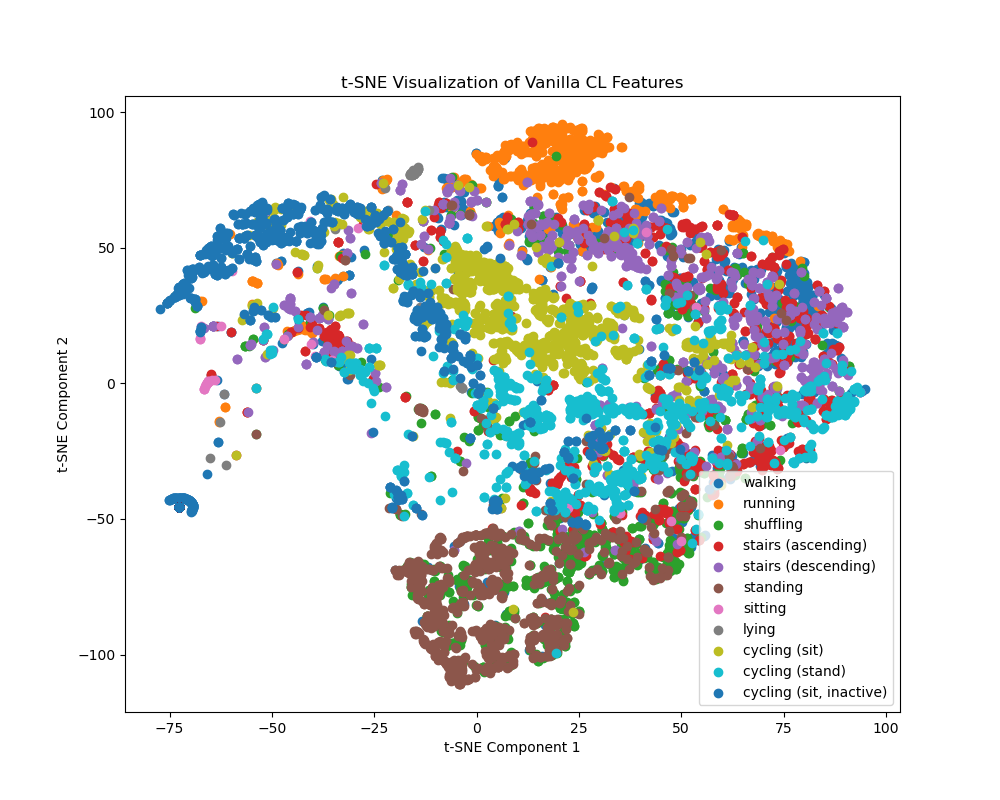 t-SNE Visualization of Vanilla CL Features
100
50
0
−50
−100
t-SNE Component 2
−75
−50
−25
0
25
50
75
100
t-SNE Component 1
walking
running
shuffling
stairs (ascending)
stairs (descending)
standing
sitting
lying
cycling (sit)
cycling (stand)
cycling (sit, inactive)